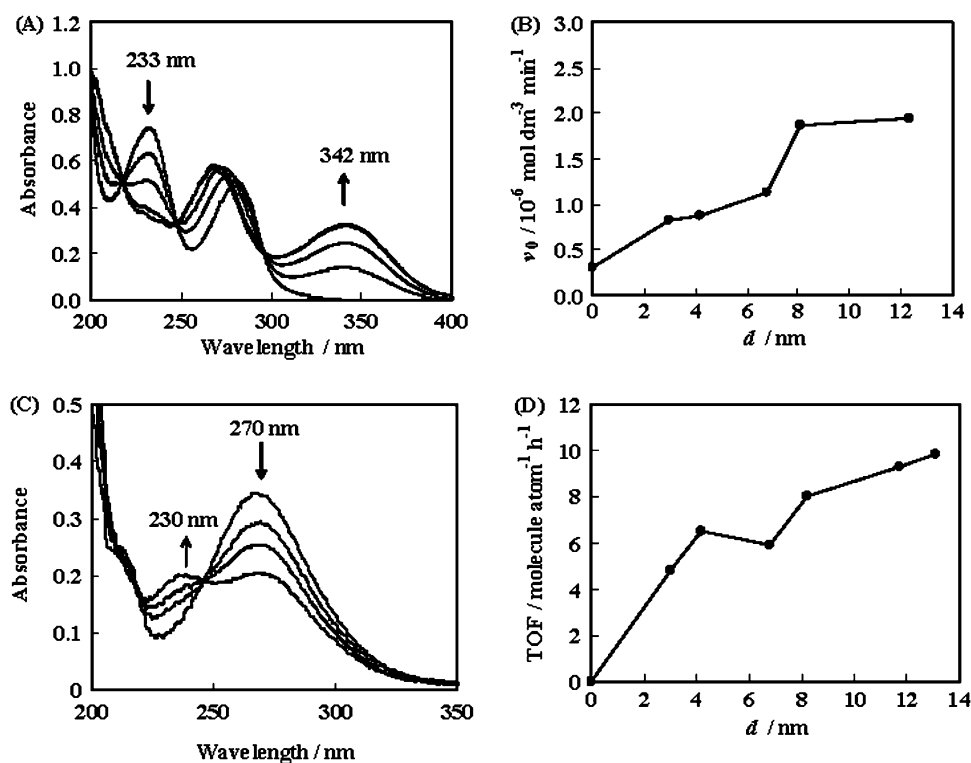 (A)
1.2
1.0
0.8
0.6
0.4
0.2
0.0
Absorbance
233 nm
342 nm
200 250 300 350 400
Wavelength / nm
(B)
3.0
2.5
2.0
1.5
1.0
0.5
0.0
v0 / 10-6 mol dm-3 min-1
0 2 4 6 8 10 12 14
d / nm
(C)
0.5
0.4
0.3
0.2
0.1
0
Absorbance
270 nm
230 nm
200 250 300 350
Wavelength / nm
(D)
12
10
8
6
4
2
0
TOF / molecule atom-1 h-1
0 2 4 6 8 10 12 14
d / nm